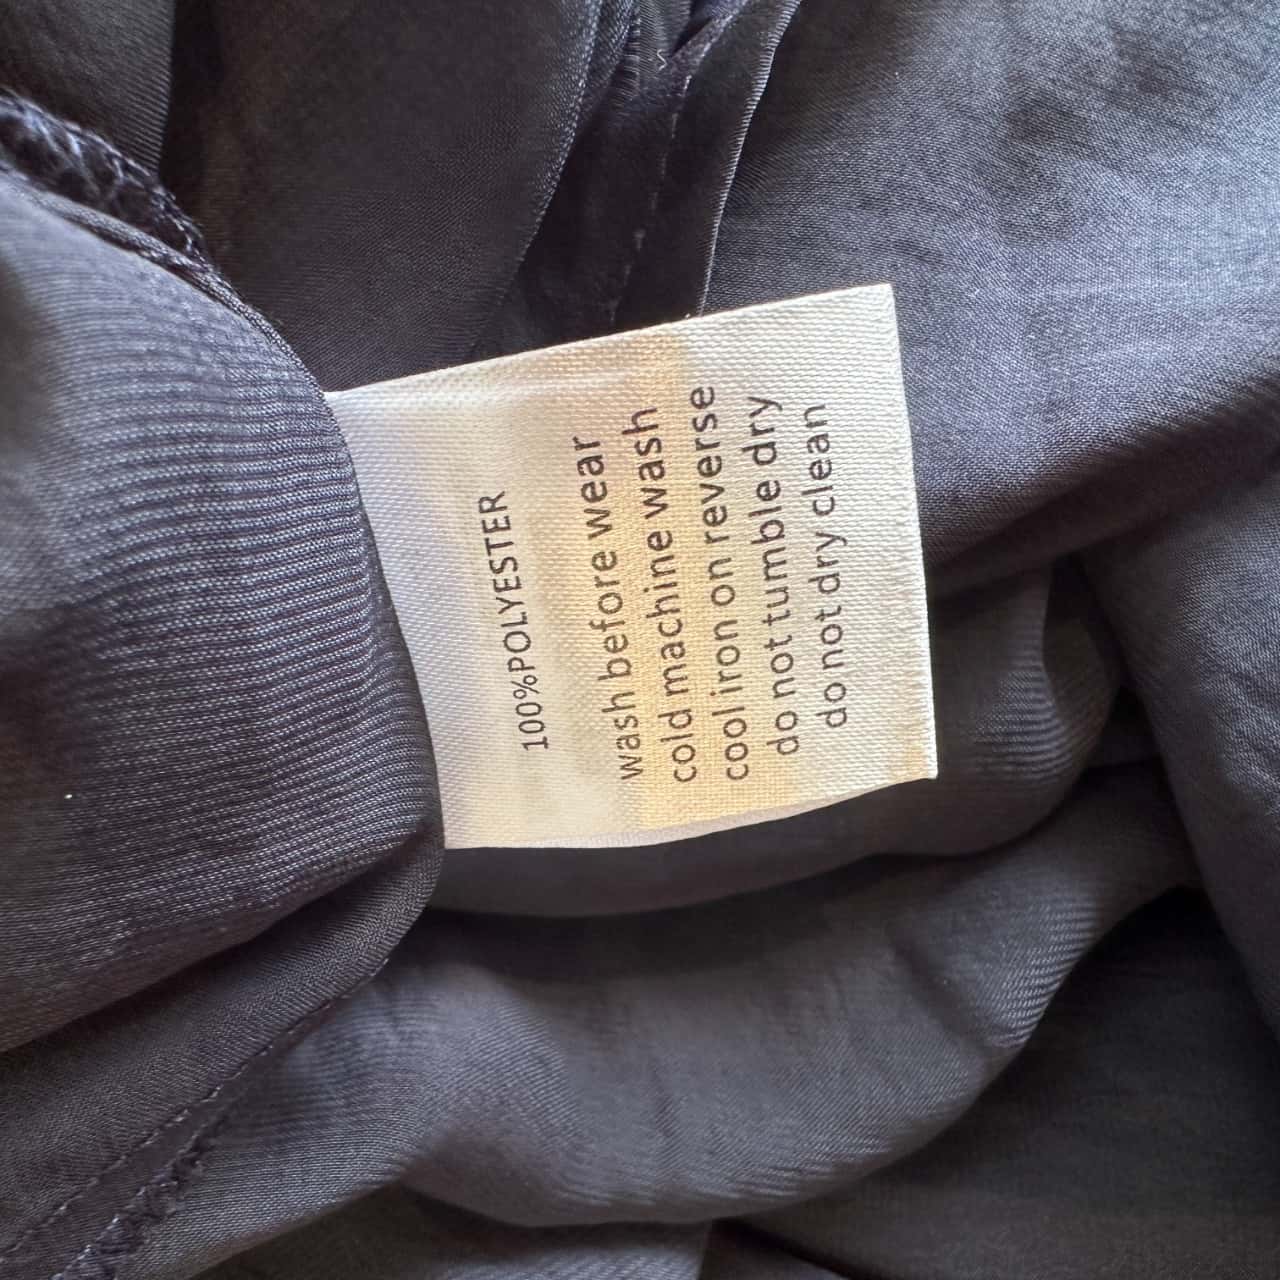 100%POLYESTER
wash before wear
cold machine wash
cool iron on reverse
do not tumble dry
do not dry clean